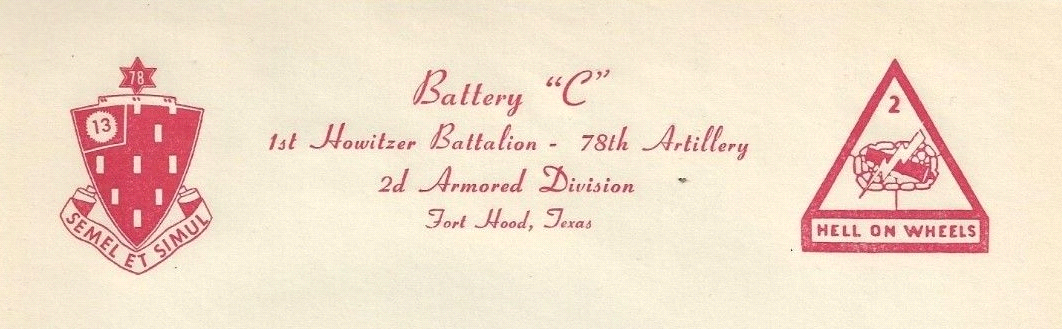 78
13
SEMEL ET SIMUL
Battery "C"
1st Howitzer Battalion - 78th Artillery
2d Armored Division
Fort Hood, Texas
2
HELL ON WHEELS